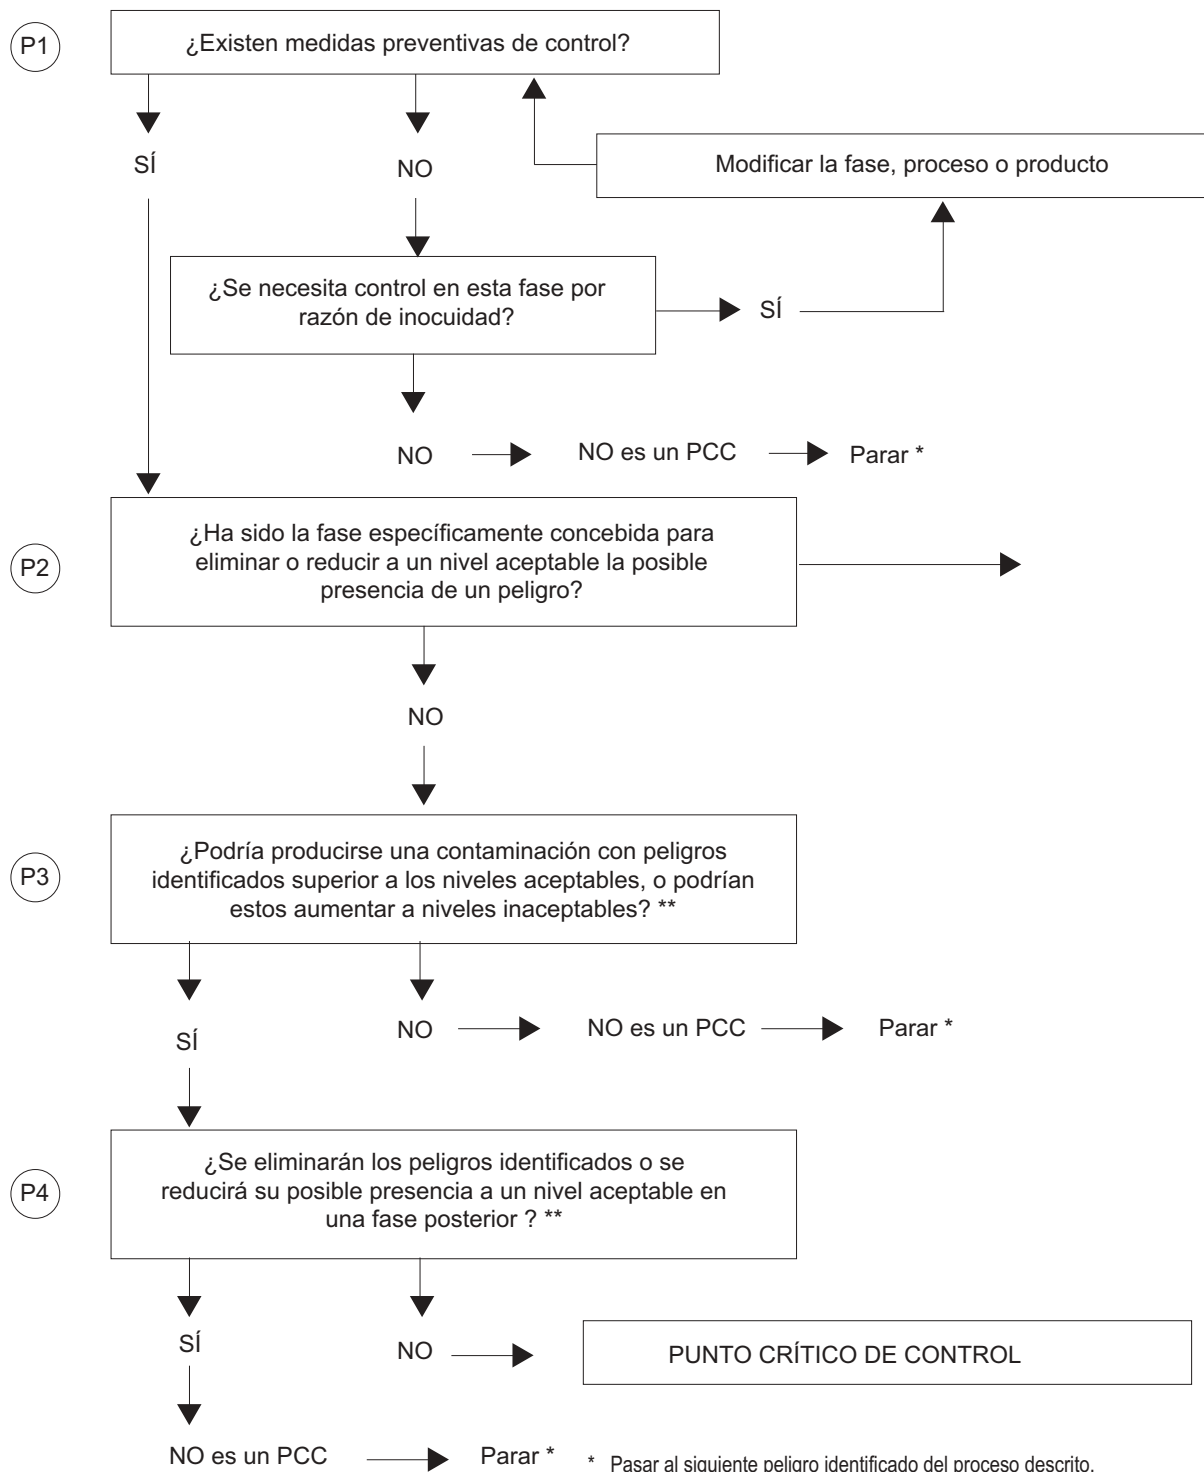 P1
¿Existen medidas preventivas de control?
SÍ
NO
Modificar la fase, proceso o producto
¿Se necesita control en esta fase por
razón de inocuidad?
SÍ
NO
NO es un PCC
Parar *
P2
¿Ha sido la fase específicamente concebida para
eliminar o reducir a un nivel aceptable la posible
presencia de un peligro?
NO
P3
¿Podría producirse una contaminación con peligros
identificados superior a los niveles aceptables, o podrían
estos aumentar a niveles inaceptables? **
SÍ
NO
NO es un PCC
Parar *
P4
¿Se eliminarán los peligros identificados o se
reducirá su posible presencia a un nivel aceptable en
una fase posterior ? **
SÍ
NO
PUNTO CRÍTICO DE CONTROL
NO es un PCC
Parar *
* Pasar al siguiente peligro identificado del proceso descrito.